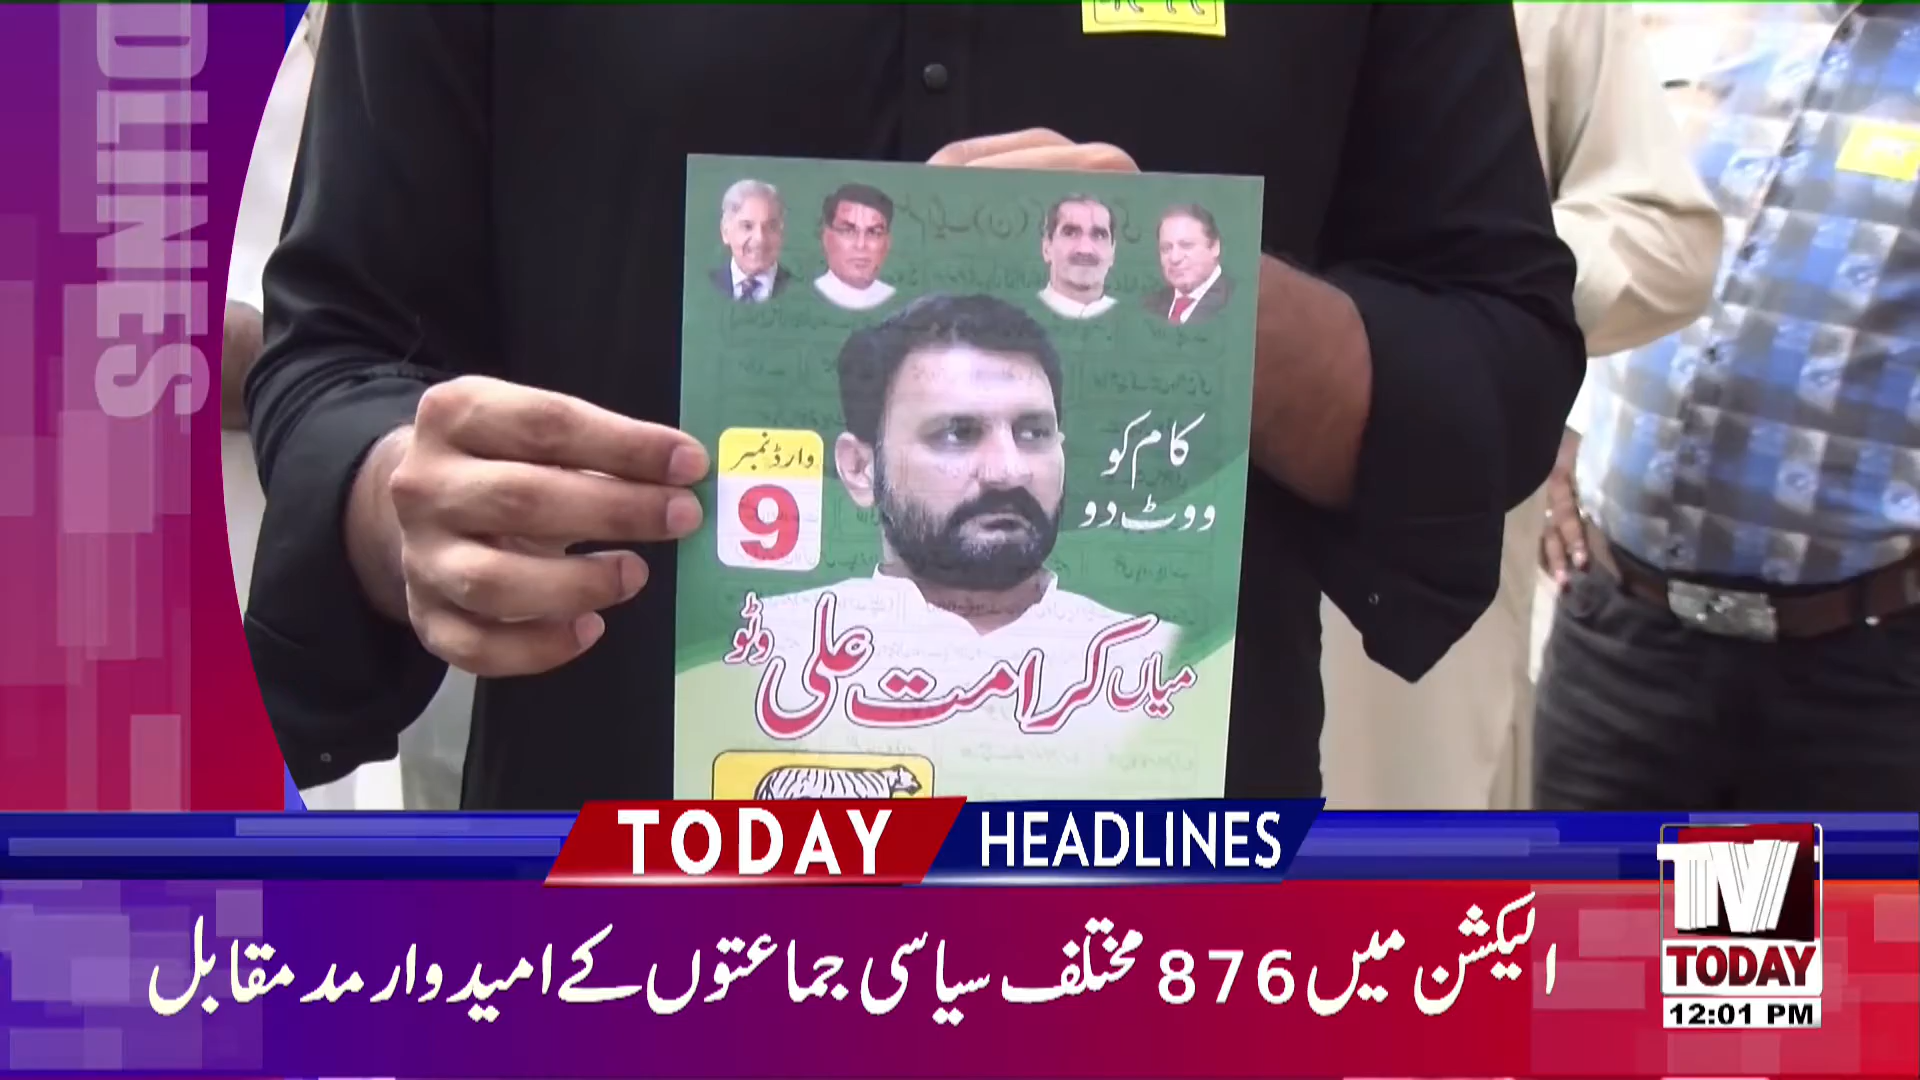 DLINES
وارڈ نمبر
9
کام کو
ووٹ دو
میاں کرامت علی وٹو
TODAY HEADLINES
الیکشن میں 876 مختلف سیاسی جماعتوں کے امیدوار مدمقابل
TV
TODAY
12:01 PM